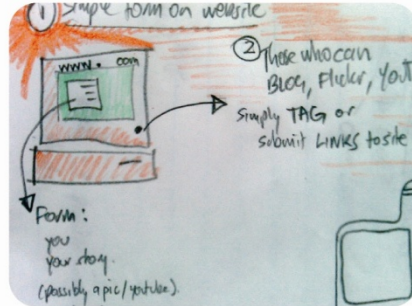 1 Simple form on website
www. com
2 Those who can
Blog, Flickr, You
simply TAG or
submit LINKS to site
Form:
you
your story.
(possibly a pic/youtube).